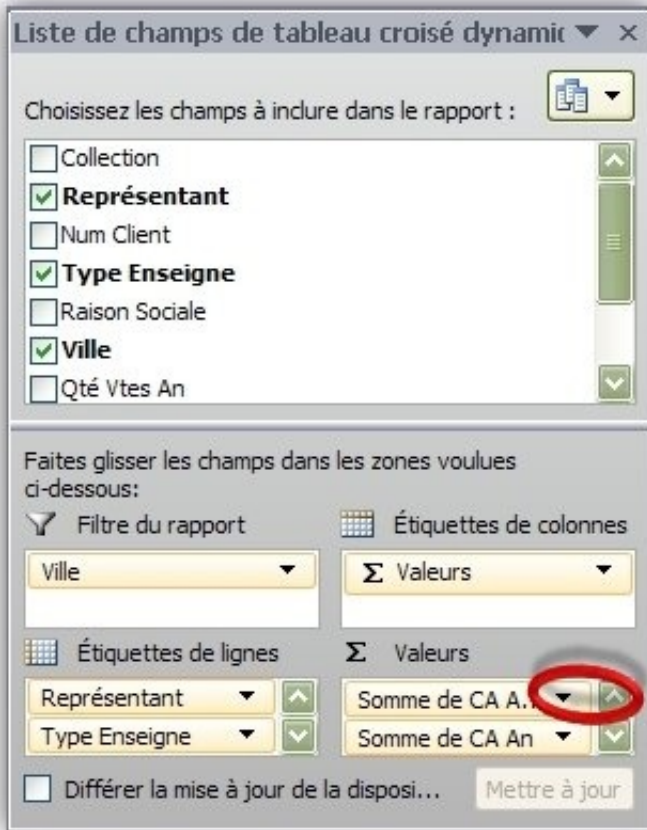 Liste de champs de tableau croisé dynamic
Choisissez les champs à inclure dans le rapport :
Collection
Représentant
Num Client
Type Enseigne
Raison Sociale
Ville
Qté Vtes An
Faites glisser les champs dans les zones voulues
ci-dessous:
Filtre du rapport
Étiquettes de colonnes
Ville
Σ Valeurs
Étiquettes de lignes
Σ Valeurs
Représentant
Somme de CA A...
Type Enseigne
Somme de CA An
Différer la mise à jour de la disposi...
Mettre à jour